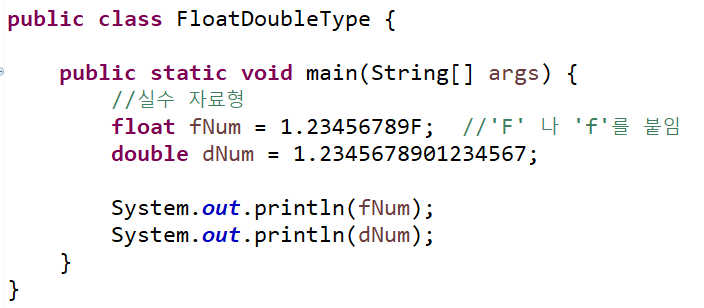 public class FloatDoubleType {
public static void main(String[] args) {
//실수 자료형
float fNum = 1.23456789F;  //'F' 나 'f'를 붙임
double dNum = 1.2345678901234567;
System.out.println(fNum);
System.out.println(dNum);
}
}